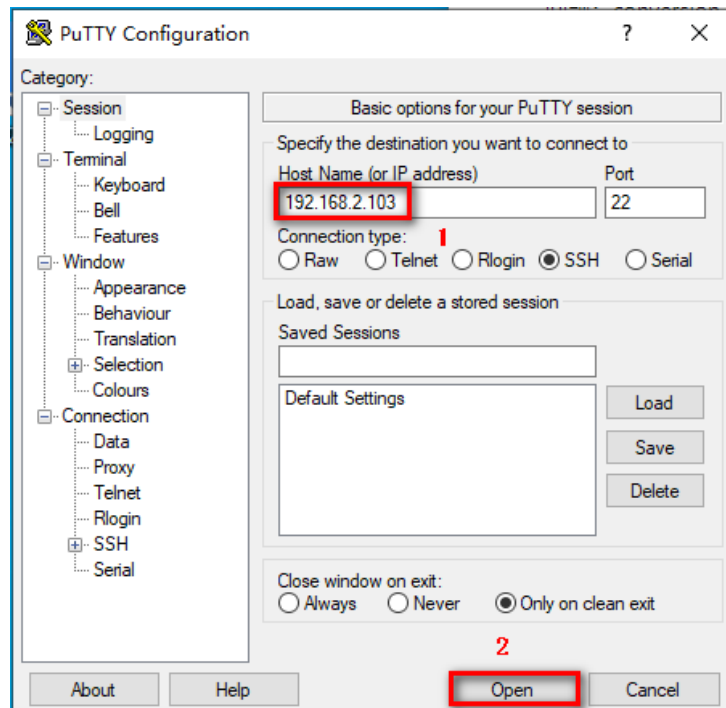 PuTTY Configuration ? ×
Category:
Session
Logging
Terminal
Keyboard
Bell
Features
Window
Appearance
Behaviour
Translation
Selection
Colours
Connection
Data
Proxy
Telnet
Rlogin
SSH
Serial
Basic options for your PuTTY session
Specify the destination you want to connect to
Host Name (or IP address) Port
192.168.2.103 22
Connection type: 1
Raw Telnet Rlogin SSH Serial
Load, save or delete a stored session
Saved Sessions
Default Settings
Load
Save
Delete
Close window on exit:
Always Never Only on clean exit
2
About Help Open Cancel